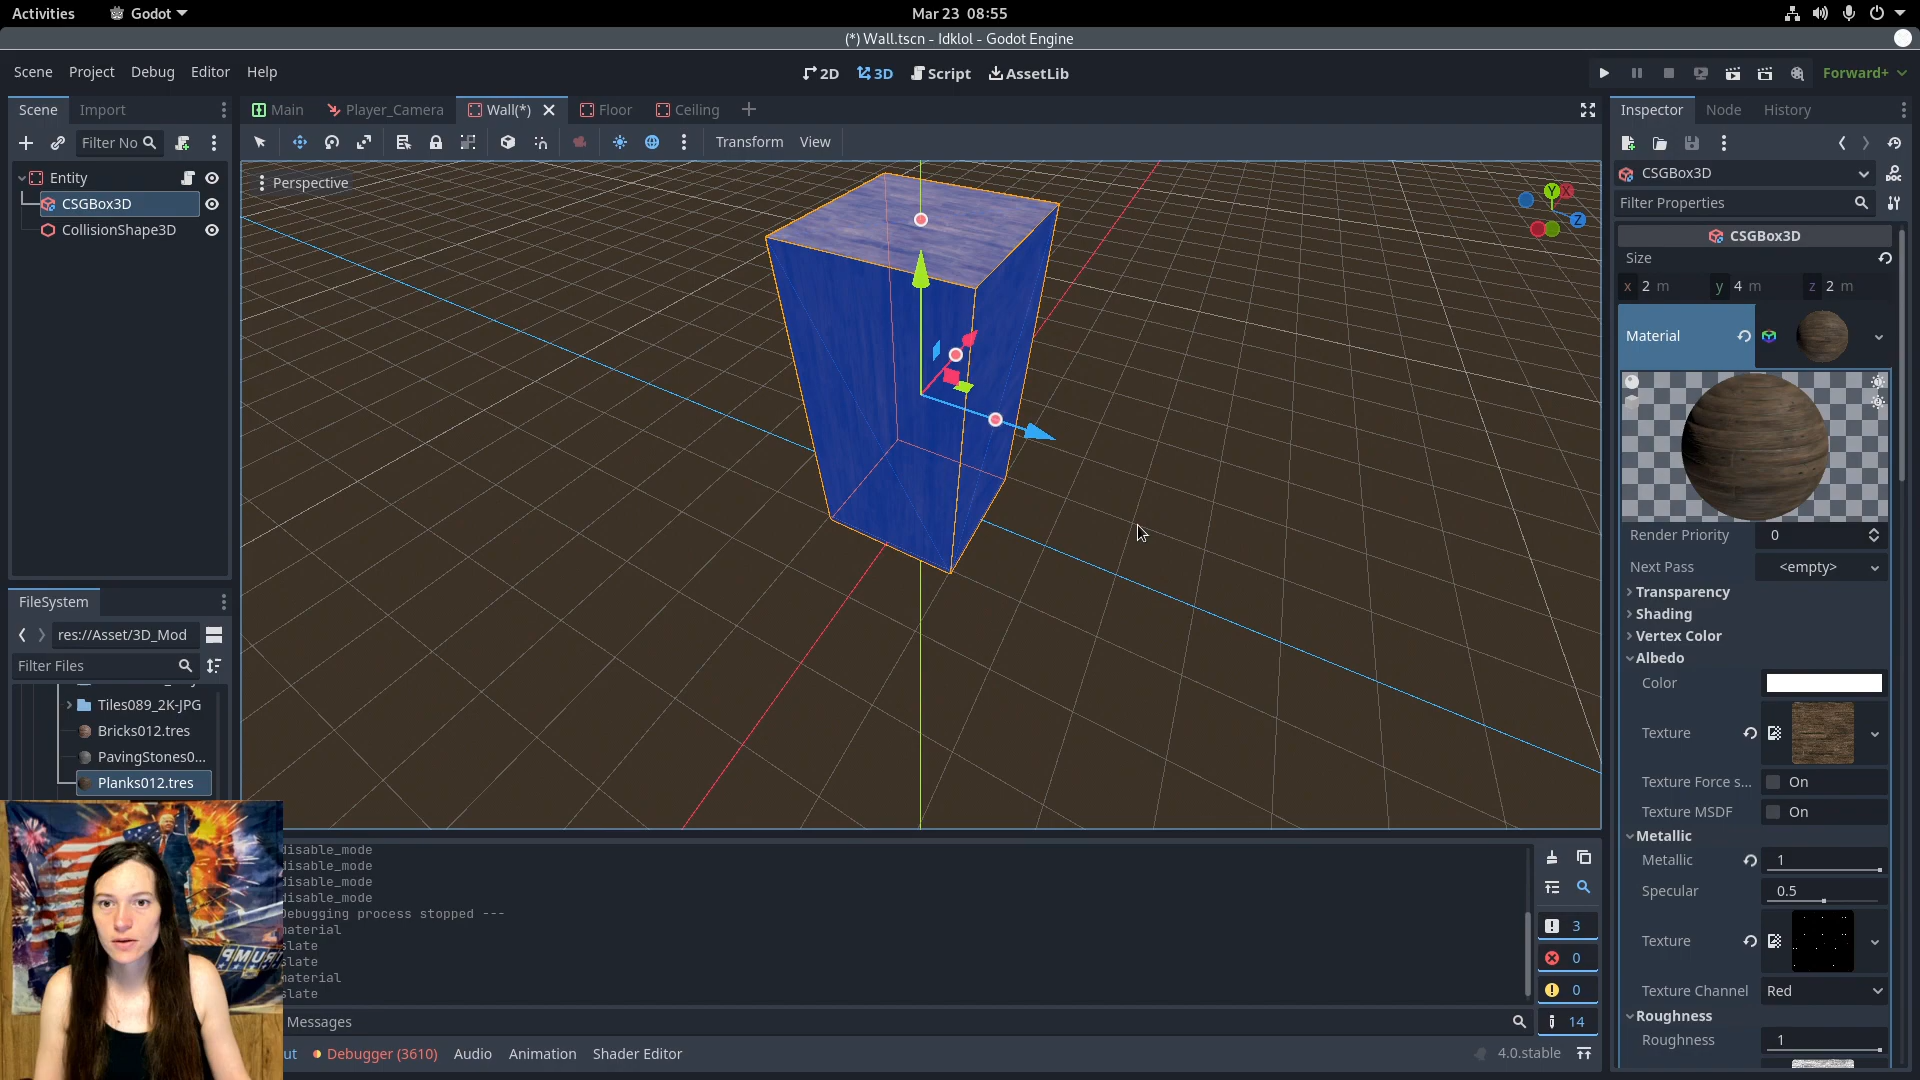 Activities
Godot
Mar 23 08:55
(*) Wall.tscn - Idklol - Godot Engine
Scene Project Debug Editor Help
2D 3D Script AssetLib
Forward+
Scene Import
Main Player_Camera Wall(*) Floor Ceiling
Inspector Node History
Filter No
Transform View
Entity
CSGBox3D
CollisionShape3D
Perspective
Y X
Z
CSGBox3D
Filter Properties
CSGBox3D
Size
x 2 m y 4 m z 2 m
Material
Render Priority 0
Next Pass <empty>
Transparency
Shading
Vertex Color
Albedo
Color
Texture
Texture Force s... On
Texture MSDF On
Metallic
Metallic 1
Specular 0.5
Texture
Texture Channel Red
Roughness
Roughness 1
FileSystem
res://Asset/3D_Mod
Filter Files
Tiles089_2K-JPG
Bricks012.tres
PavingStones0...
Planks012.tres
disable_mode
disable_mode
disable_mode
disable_mode
Debugging process stopped ---
material
slate
slate
material
slate
3
0
0
14
Messages
ut Debugger (3610) Audio Animation Shader Editor
4.0.stable
TRUMP